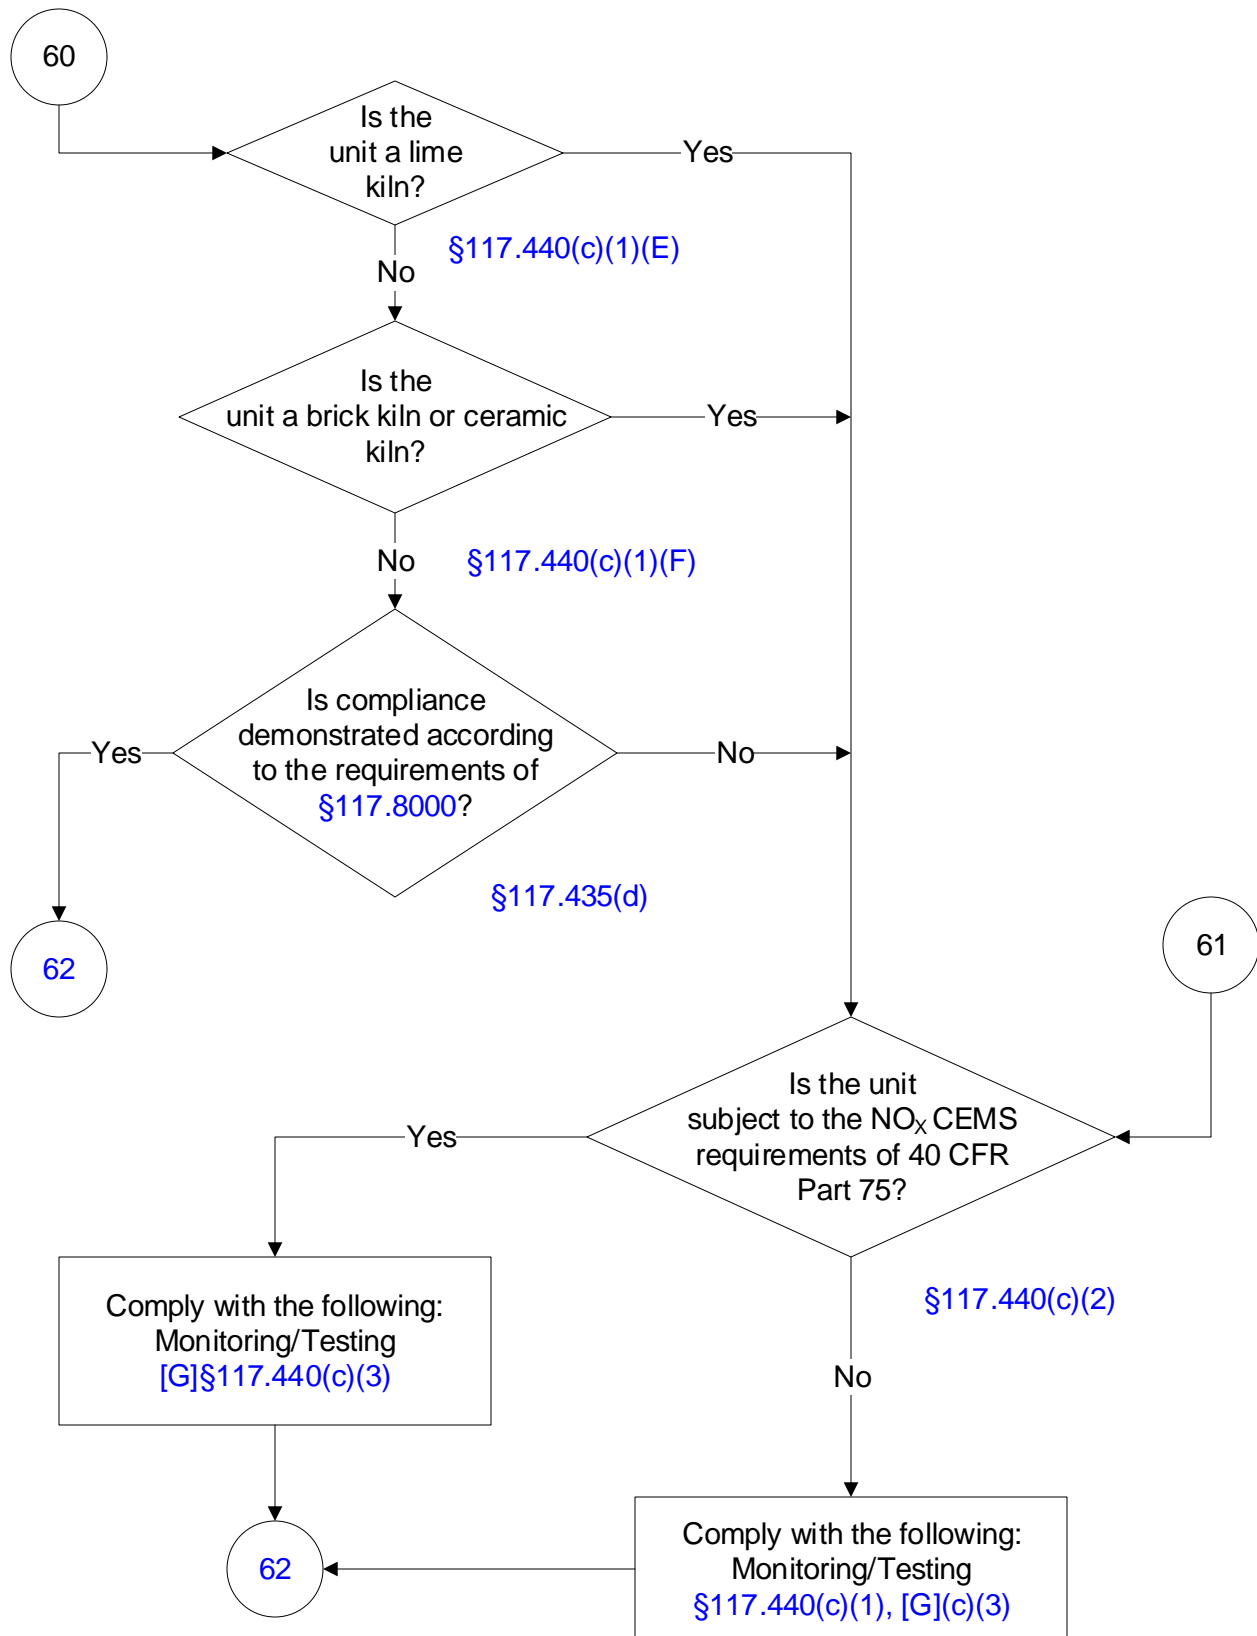 60
Is the
unit a lime
kiln?
Yes
§117.440(c)(1)(E)
No
Is the
unit a brick kiln or ceramic
kiln?
Yes
No
§117.440(c)(1)(F)
Is compliance
demonstrated according
to the requirements of
§117.8000?
Yes
No
§117.435(d)
62
61
Is the unit
subject to the NOX CEMS
requirements of 40 CFR
Part 75?
Yes
§117.440(c)(2)
No
Comply with the following:
Monitoring/Testing
[G]§117.440(c)(3)
62
Comply with the following:
Monitoring/Testing
§117.440(c)(1), [G](c)(3)